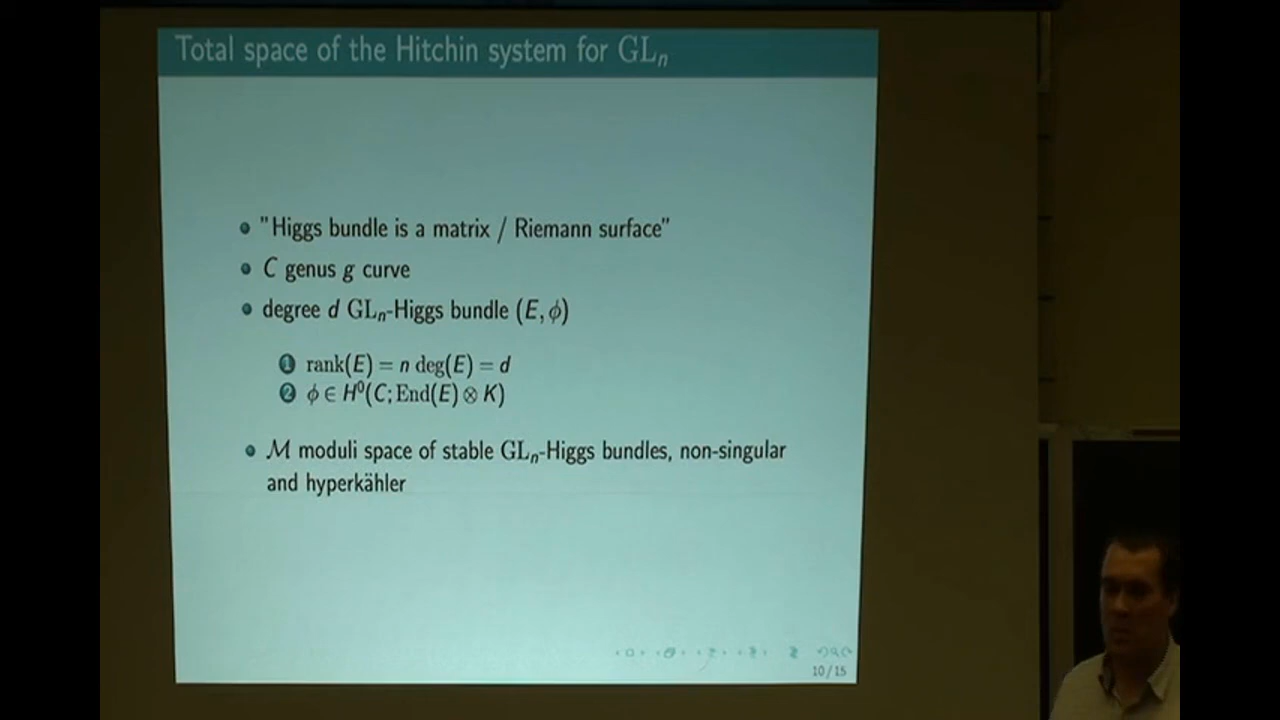 Total space of the Hitchin system for GLₙ
"Higgs bundle is a matrix / Riemann surface"
C genus g curve
degree d GLₙ-Higgs bundle (E, ϕ)
1 rank(E) = n deg(E) = d
2 ϕ ∈ H⁰(C; End(E) ⊗ K)
ℳ moduli space of stable GLₙ-Higgs bundles, non-singular
and hyperkähler
10/15